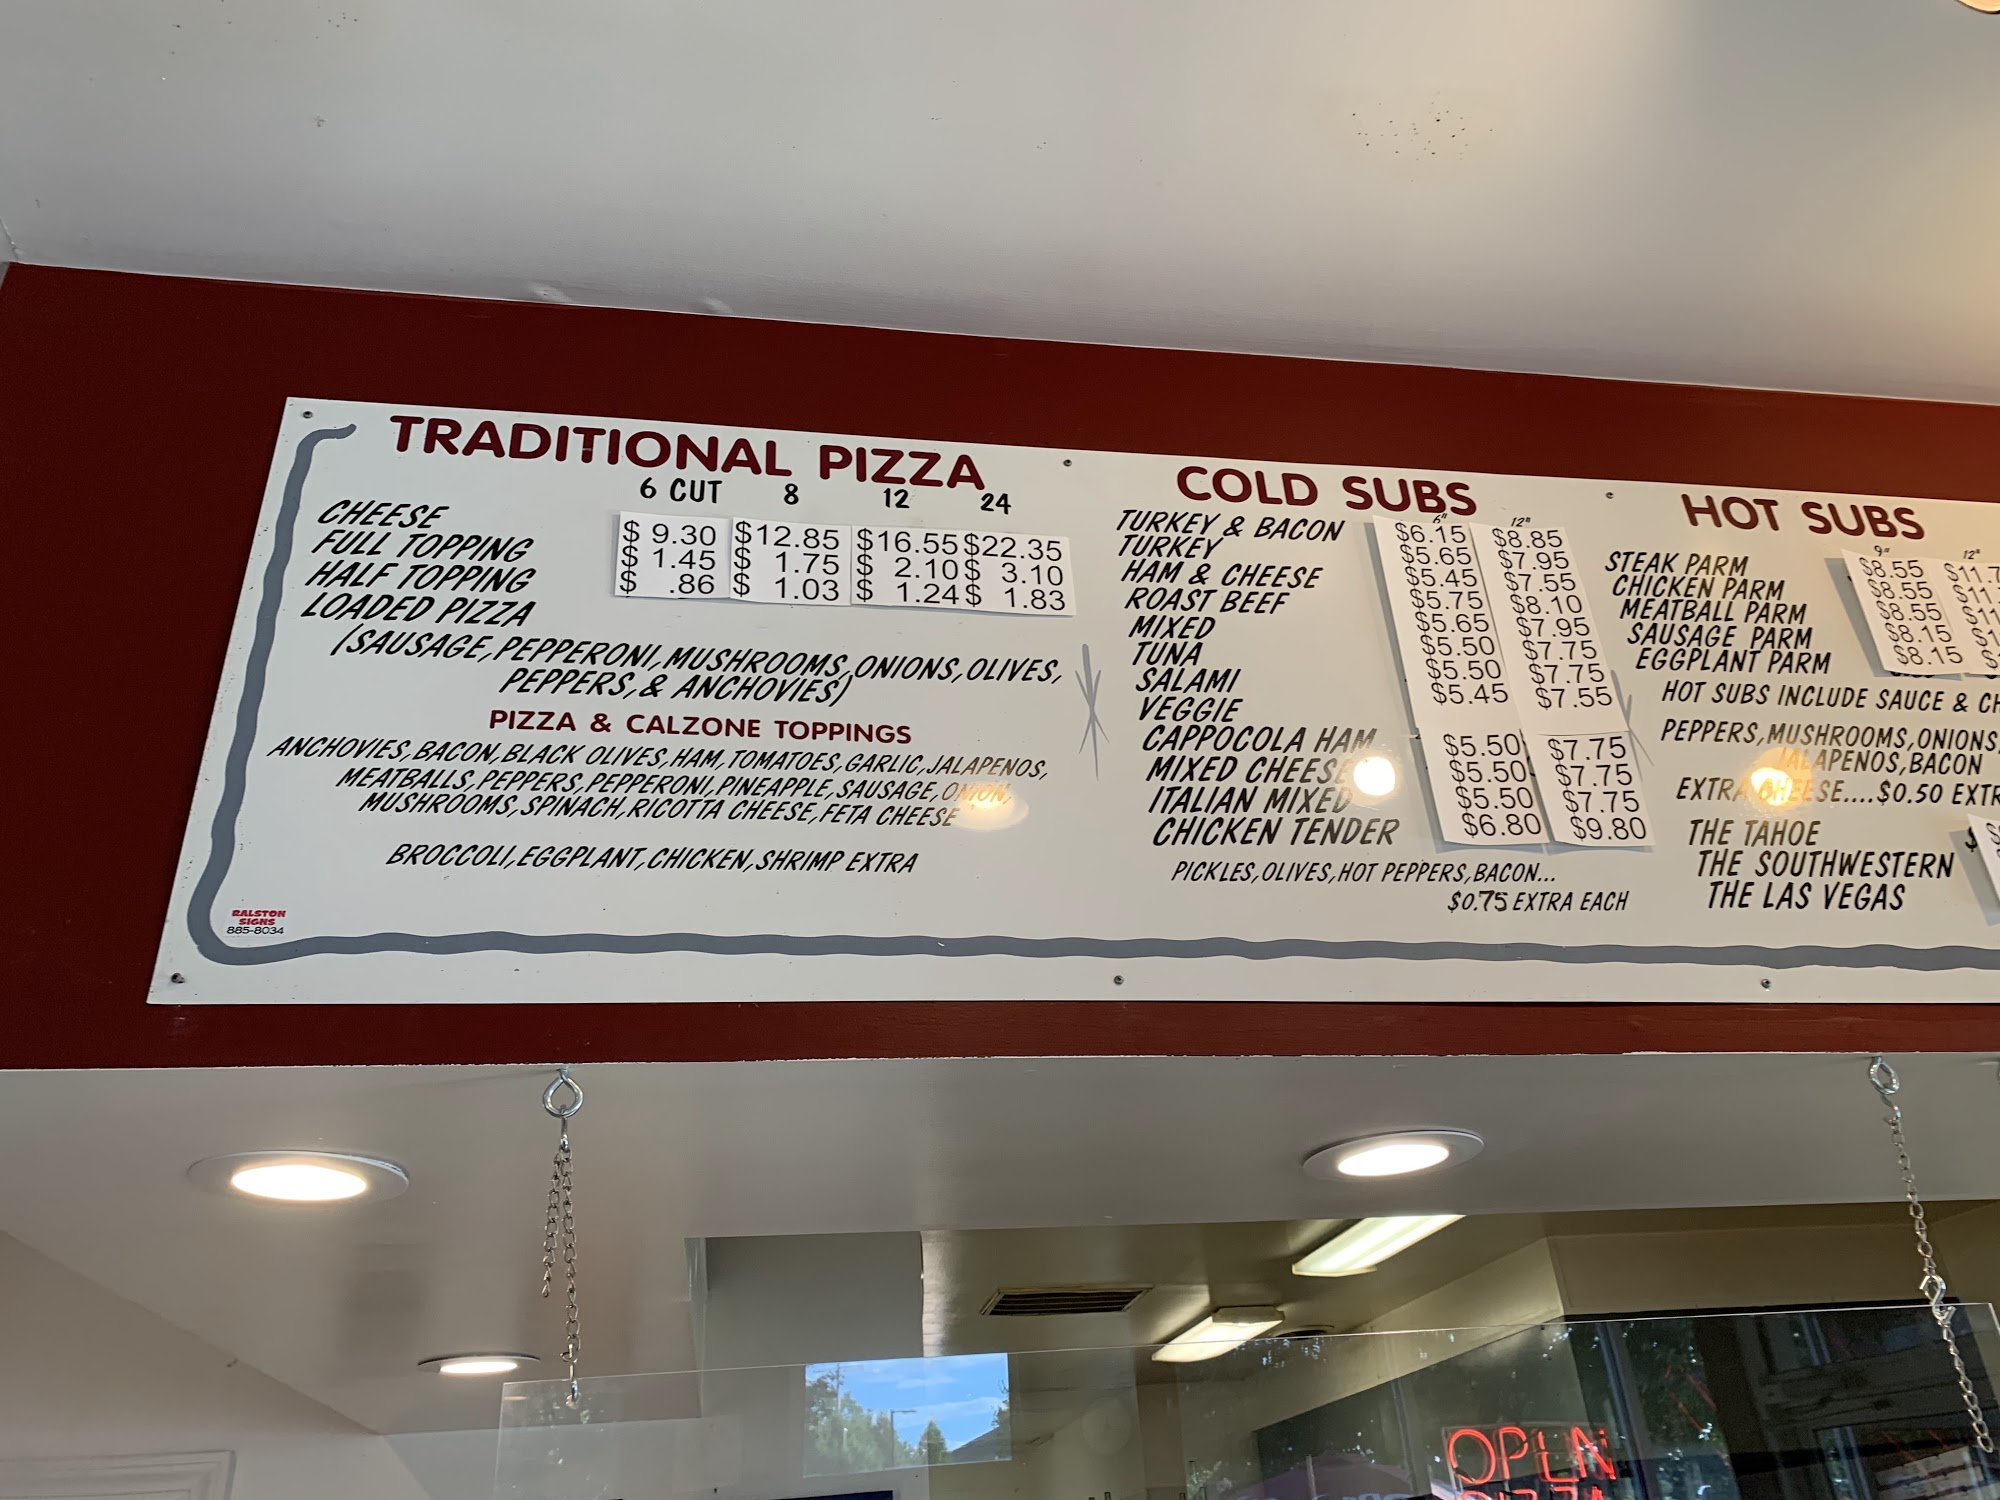 TRADITIONAL PIZZA
6 CUT 8 12 24
CHEESE $ 9.30 $12.85 $16.55 $22.35
FULL TOPPING $ 1.45 $ 1.75 $ 2.10 $ 3.10
HALF TOPPING $ .86 $ 1.03 $ 1.24 $ 1.83
LOADED PIZZA
(SAUSAGE, PEPPERONI, MUSHROOMS, ONIONS, OLIVES,
PEPPERS, & ANCHOVIES)
PIZZA & CALZONE TOPPINGS
ANCHOVIES, BACON, BLACK OLIVES, HAM, TOMATOES, GARLIC, JALAPENOS,
MEATBALLS, PEPPERS, PEPPERONI, PINEAPPLE, SAUSAGE, ONION,
MUSHROOMS, SPINACH, RICOTTA CHEESE, FETA CHEESE
BROCCOLI, EGGPLANT, CHICKEN, SHRIMP EXTRA
RALSTON
SIGNS
885-8034
COLD SUBS
6" 12"
TURKEY & BACON $6.15 $8.85
TURKEY $5.65 $7.95
HAM & CHEESE $5.45 $7.55
ROAST BEEF $5.75 $8.10
MIXED $5.65 $7.95
TUNA $5.50 $7.75
SALAMI $5.50 $7.75
VEGGIE $5.45 $7.55
CAPPOCOLA HAM $5.50 $7.75
MIXED CHEESE $5.50 $7.75
ITALIAN MIXED $5.50 $7.75
CHICKEN TENDER $6.80 $9.80
PICKLES, OLIVES, HOT PEPPERS, BACON...
$0.75 EXTRA EACH
HOT SUBS
9" 12"
STEAK PARM $8.55
CHICKEN PARM $8.55
MEATBALL PARM $8.55
SAUSAGE PARM $8.15
EGGPLANT PARM $8.15
HOT SUBS INCLUDE SAUCE &
PEPPERS, MUSHROOMS, ONIONS,
JALAPENOS, BACON
EXTRA CHEESE....$0.50
THE TAHOE
THE SOUTHWESTERN
THE LAS VEGAS
OPEN
PIZZA